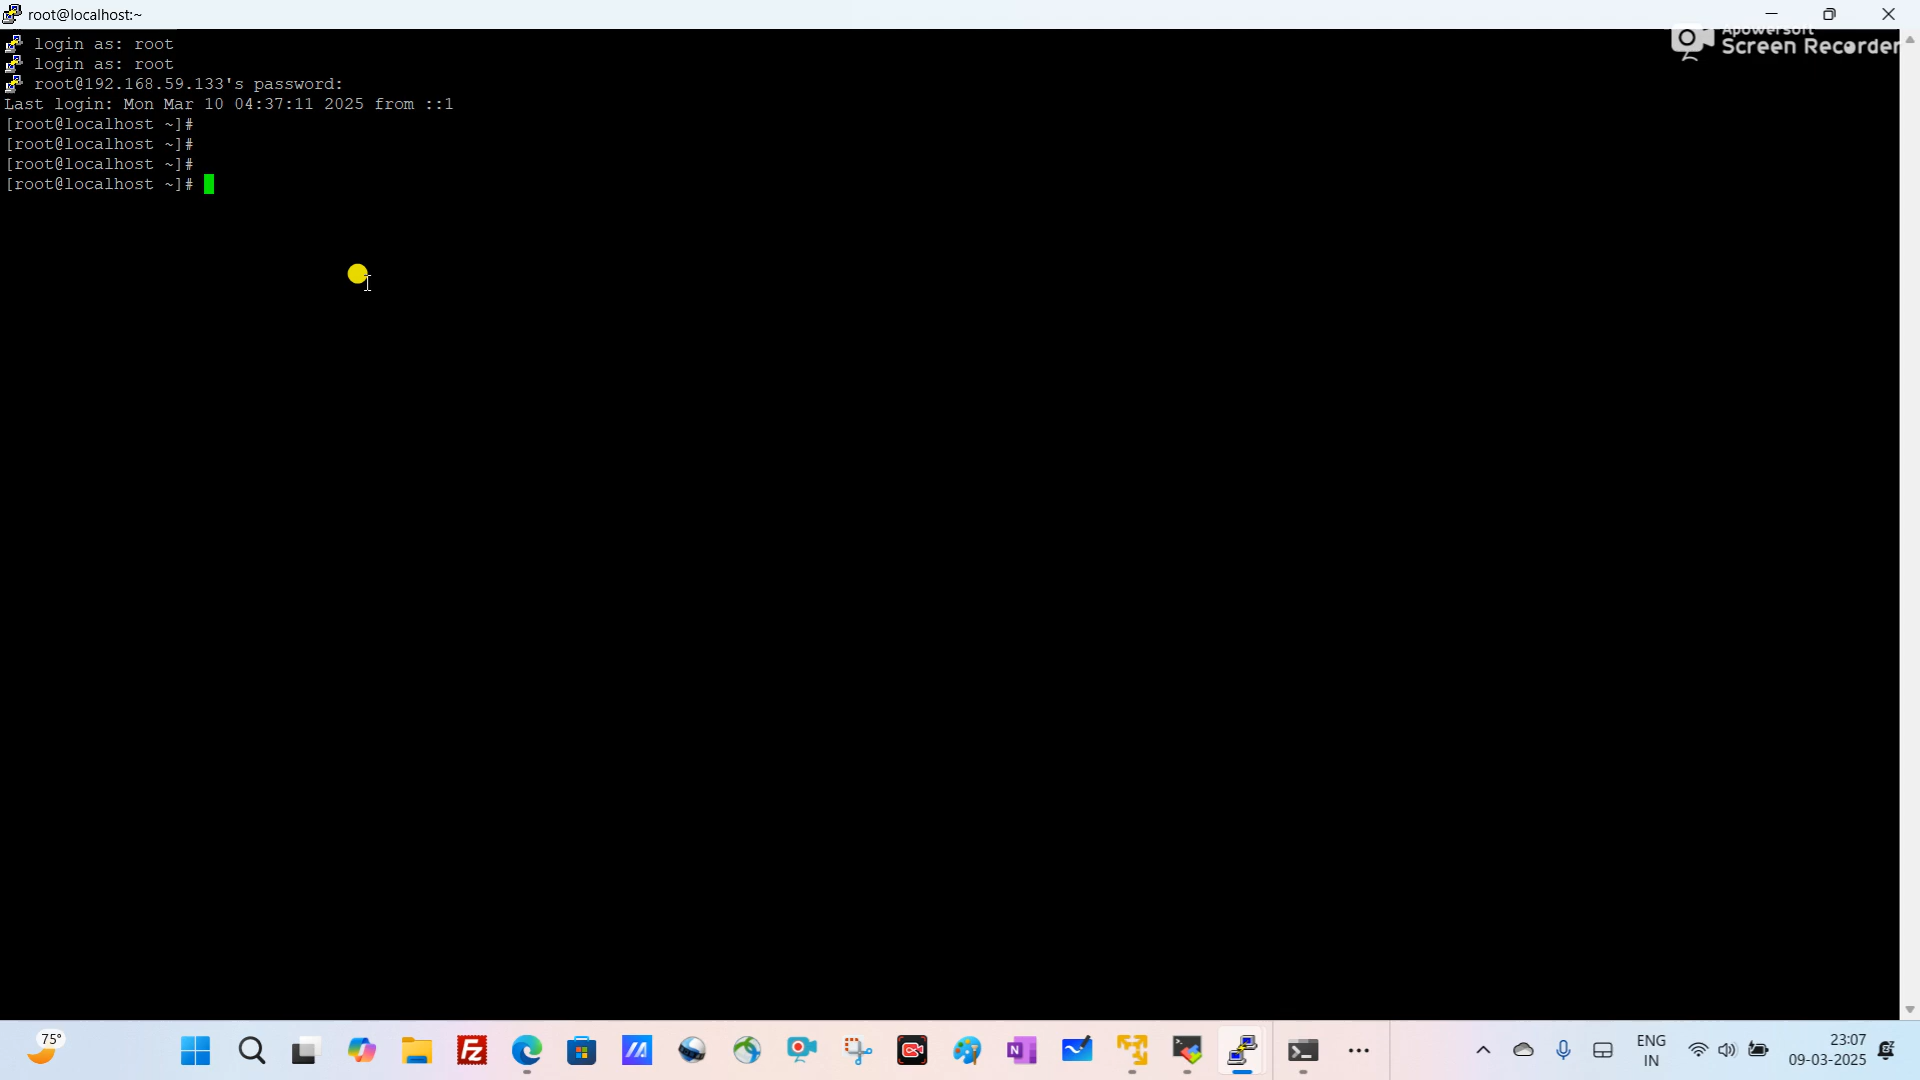 root@localhost:~
login as: root
login as: root
root@192.168.59.133's password:
Last login: Mon Mar 10 04:37:11 2025 from ::1
[root@localhost ~]#
[root@localhost ~]#
[root@localhost ~]#
[root@localhost ~]#
Apowersoft
Screen Recorder
75°
ENG
IN
23:07
09-03-2025